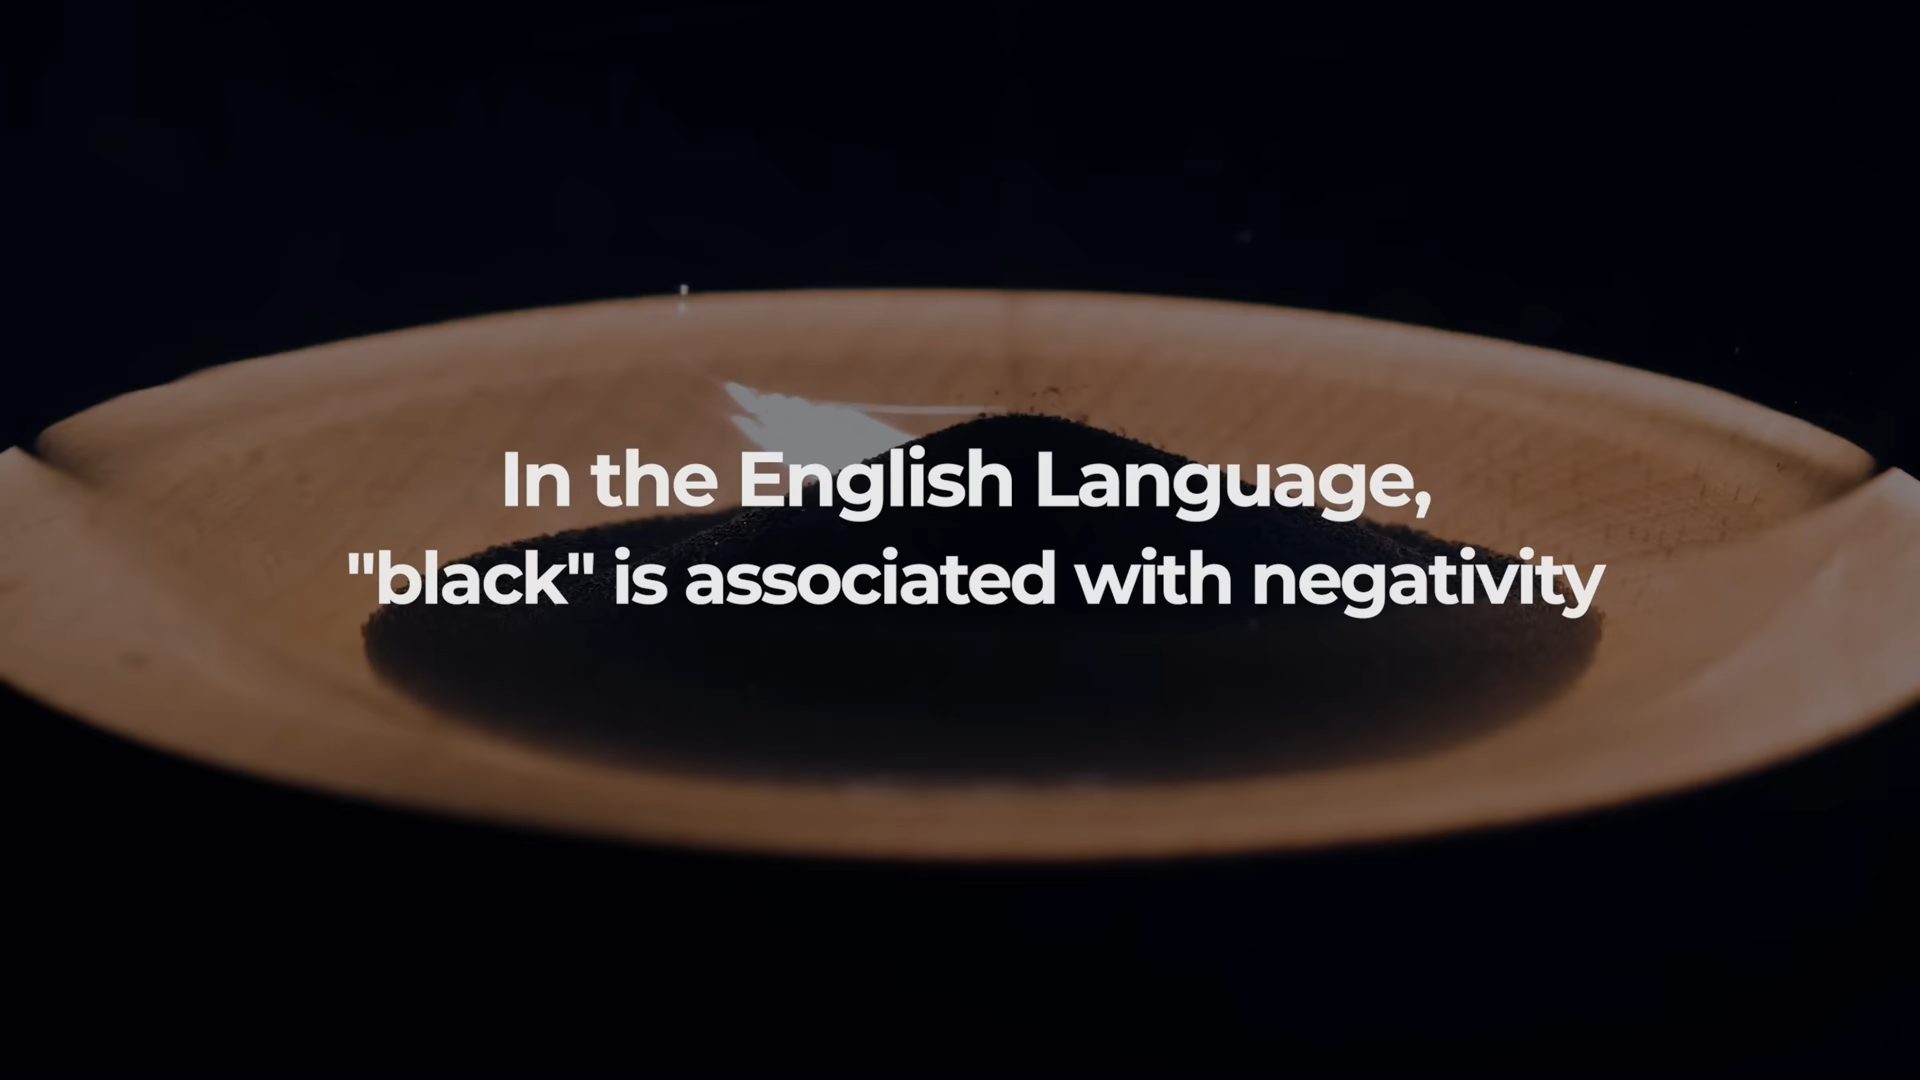 In the English Language,
"black" is associated with negativity